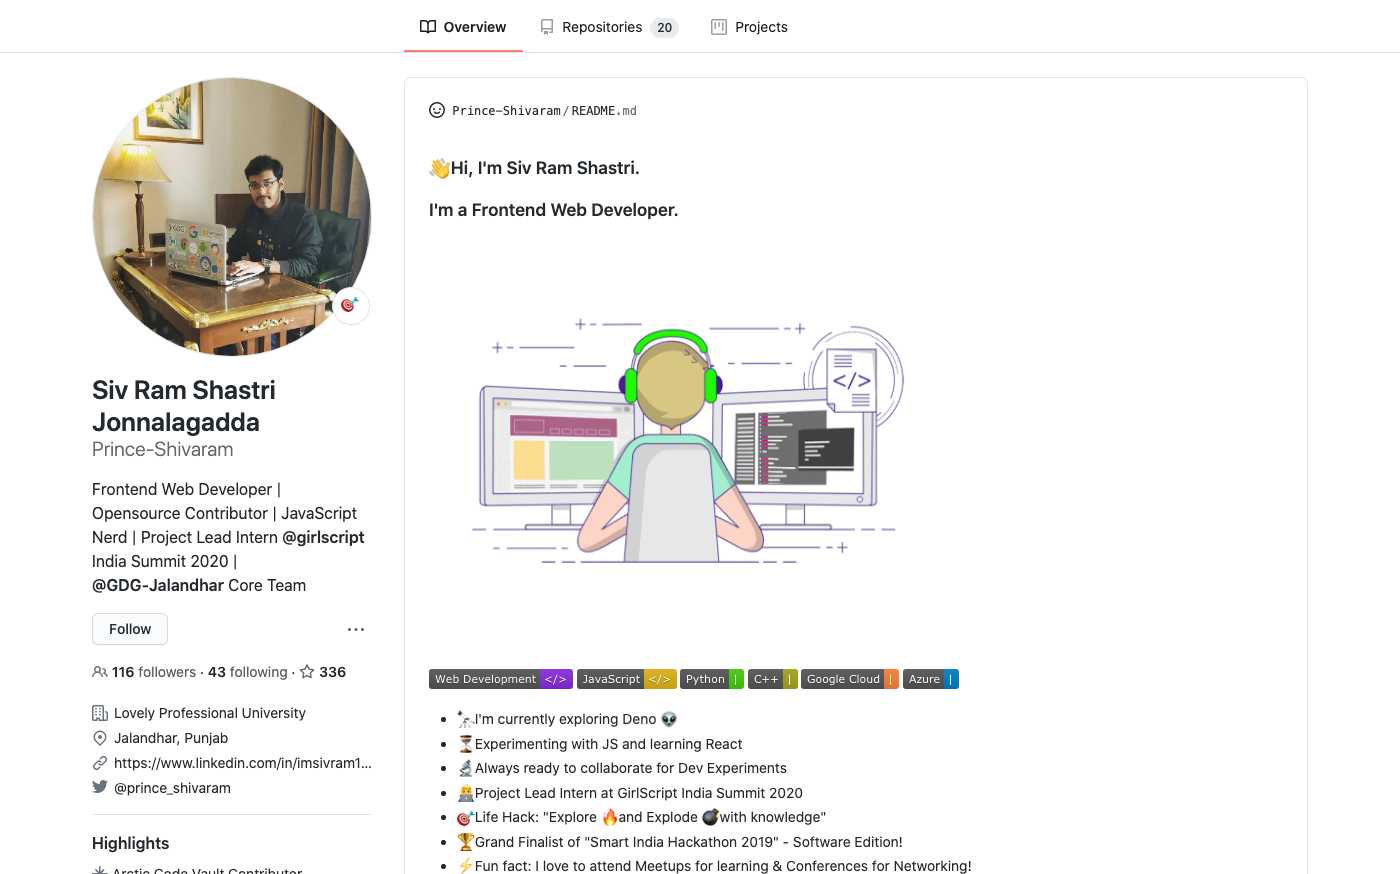 Overview
Repositories 20
Projects
Prince-Shivaram/README.md
👋Hi, I'm Siv Ram Shastri.
I'm a Frontend Web Developer.
</>
Siv Ram Shastri
Jonnalagadda
Prince-Shivaram
Frontend Web Developer |
Opensource Contributor | JavaScript
Nerd | Project Lead Intern @girlscript
India Summit 2020 |
@GDG-Jalandhar Core Team
Follow
116 followers · 43 following · 336
Lovely Professional University
Jalandhar, Punjab
https://www.linkedin.com/in/imsivram1...
@prince_shivaram
Highlights
Arctic Code Vault Contributor
Web Development </> JavaScript </> Python | C++ | Google Cloud | Azure |
🔭I'm currently exploring Deno 👽
⏳Experimenting with JS and learning React
🔬Always ready to collaborate for Dev Experiments
👨‍💻Project Lead Intern at GirlScript India Summit 2020
🎯Life Hack: "Explore 🔥and Explode 💣with knowledge"
🏆Grand Finalist of "Smart India Hackathon 2019" - Software Edition!
⚡Fun fact: I love to attend Meetups for learning & Conferences for Networking!